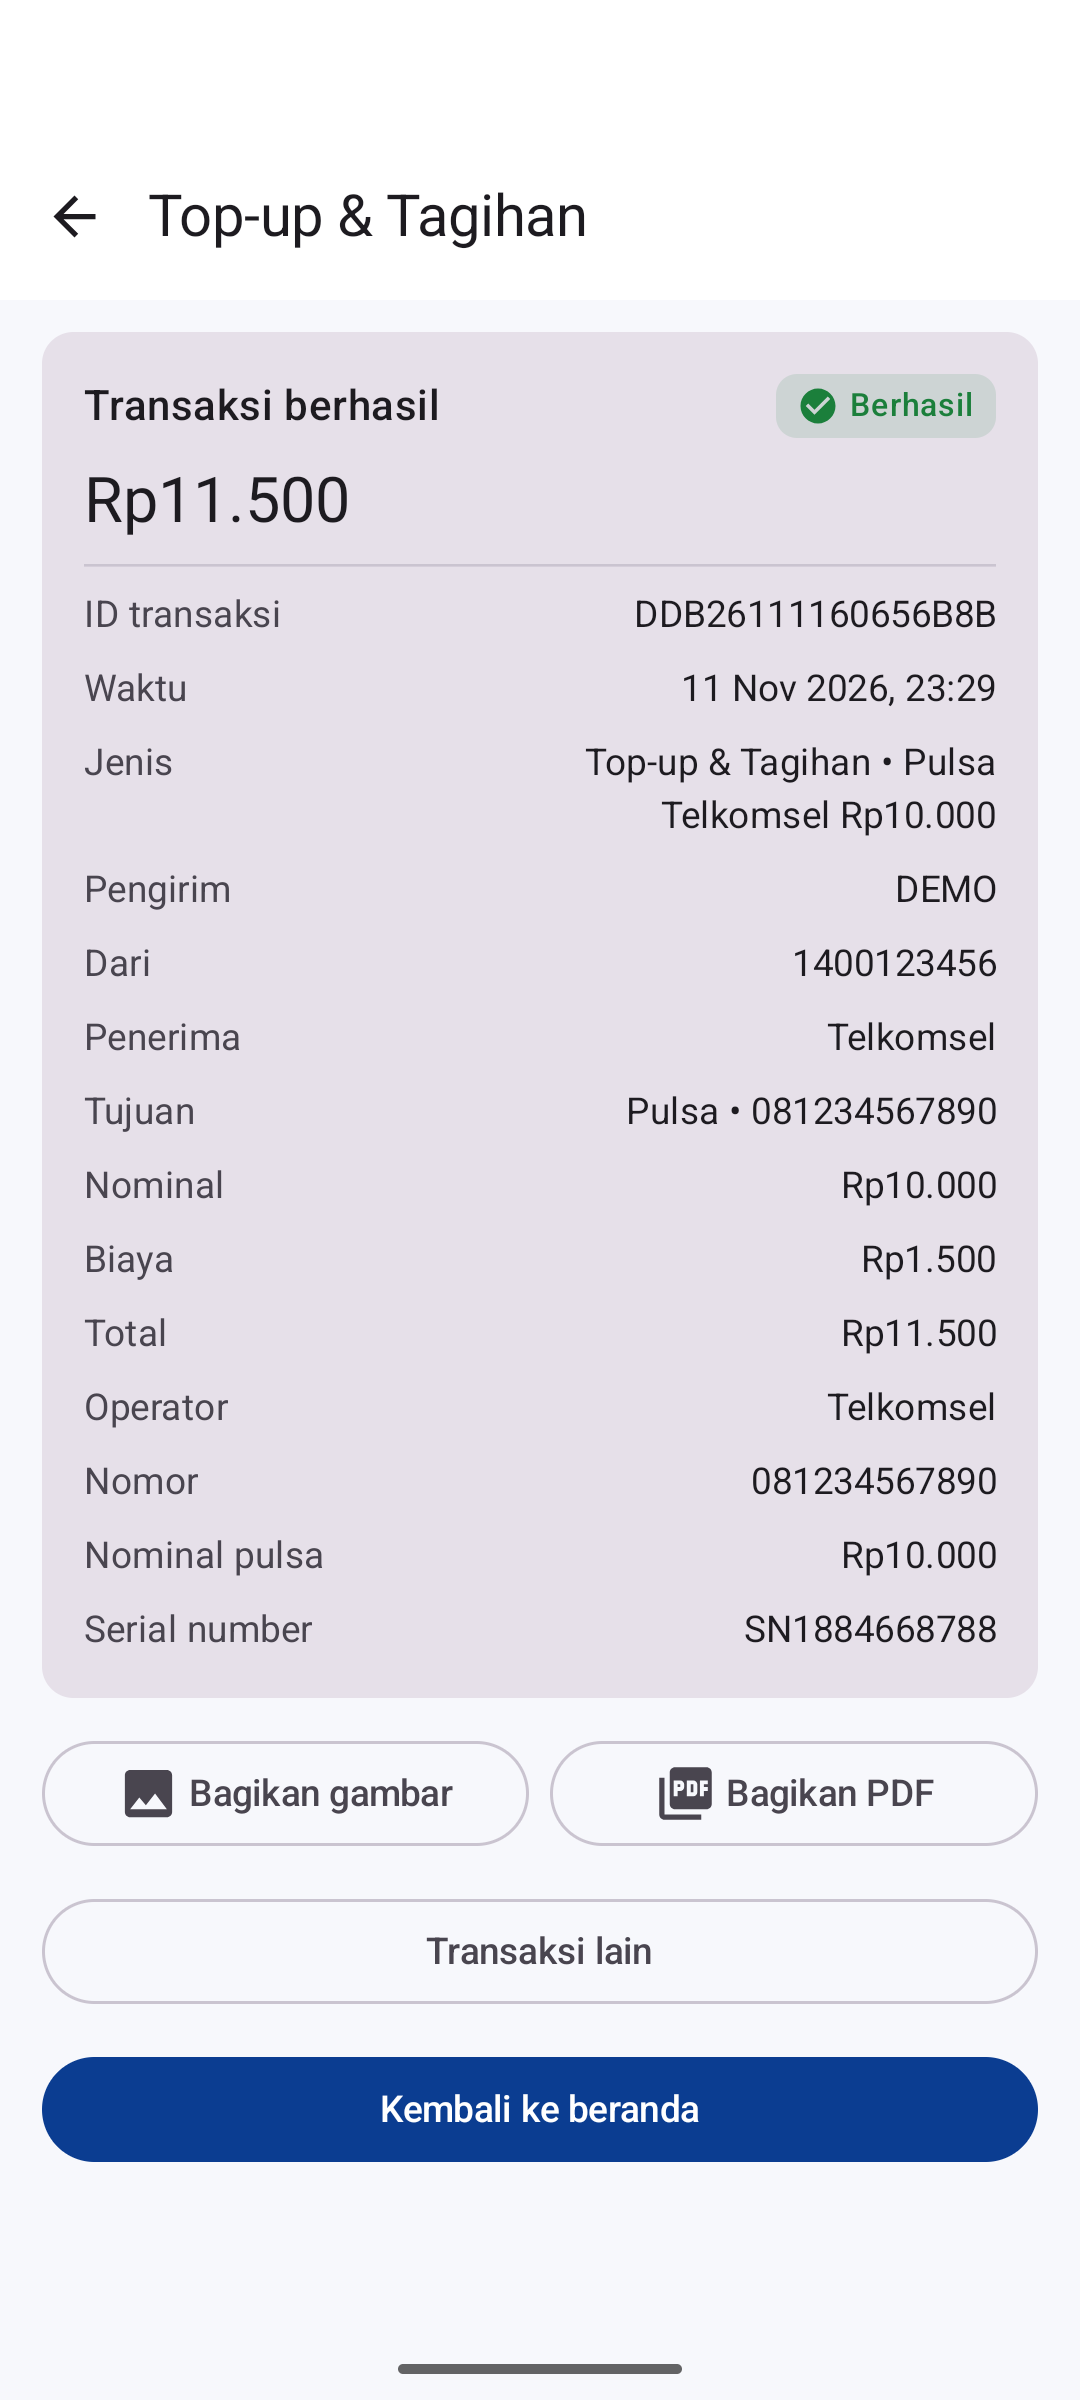 Top-up & Tagihan
Transaksi berhasil
Berhasil
Rp11.500
ID transaksi DDB26111160656B8B
Waktu 11 Nov 2026, 23:29
Jenis Top-up & Tagihan • Pulsa
Telkomsel Rp10.000
Pengirim DEMO
Dari 1400123456
Penerima Telkomsel
Tujuan Pulsa • 081234567890
Nominal Rp10.000
Biaya Rp1.500
Total Rp11.500
Operator Telkomsel
Nomor 081234567890
Nominal pulsa Rp10.000
Serial number SN1884668788
Bagikan gambar
PDF Bagikan PDF
Transaksi lain
Kembali ke beranda